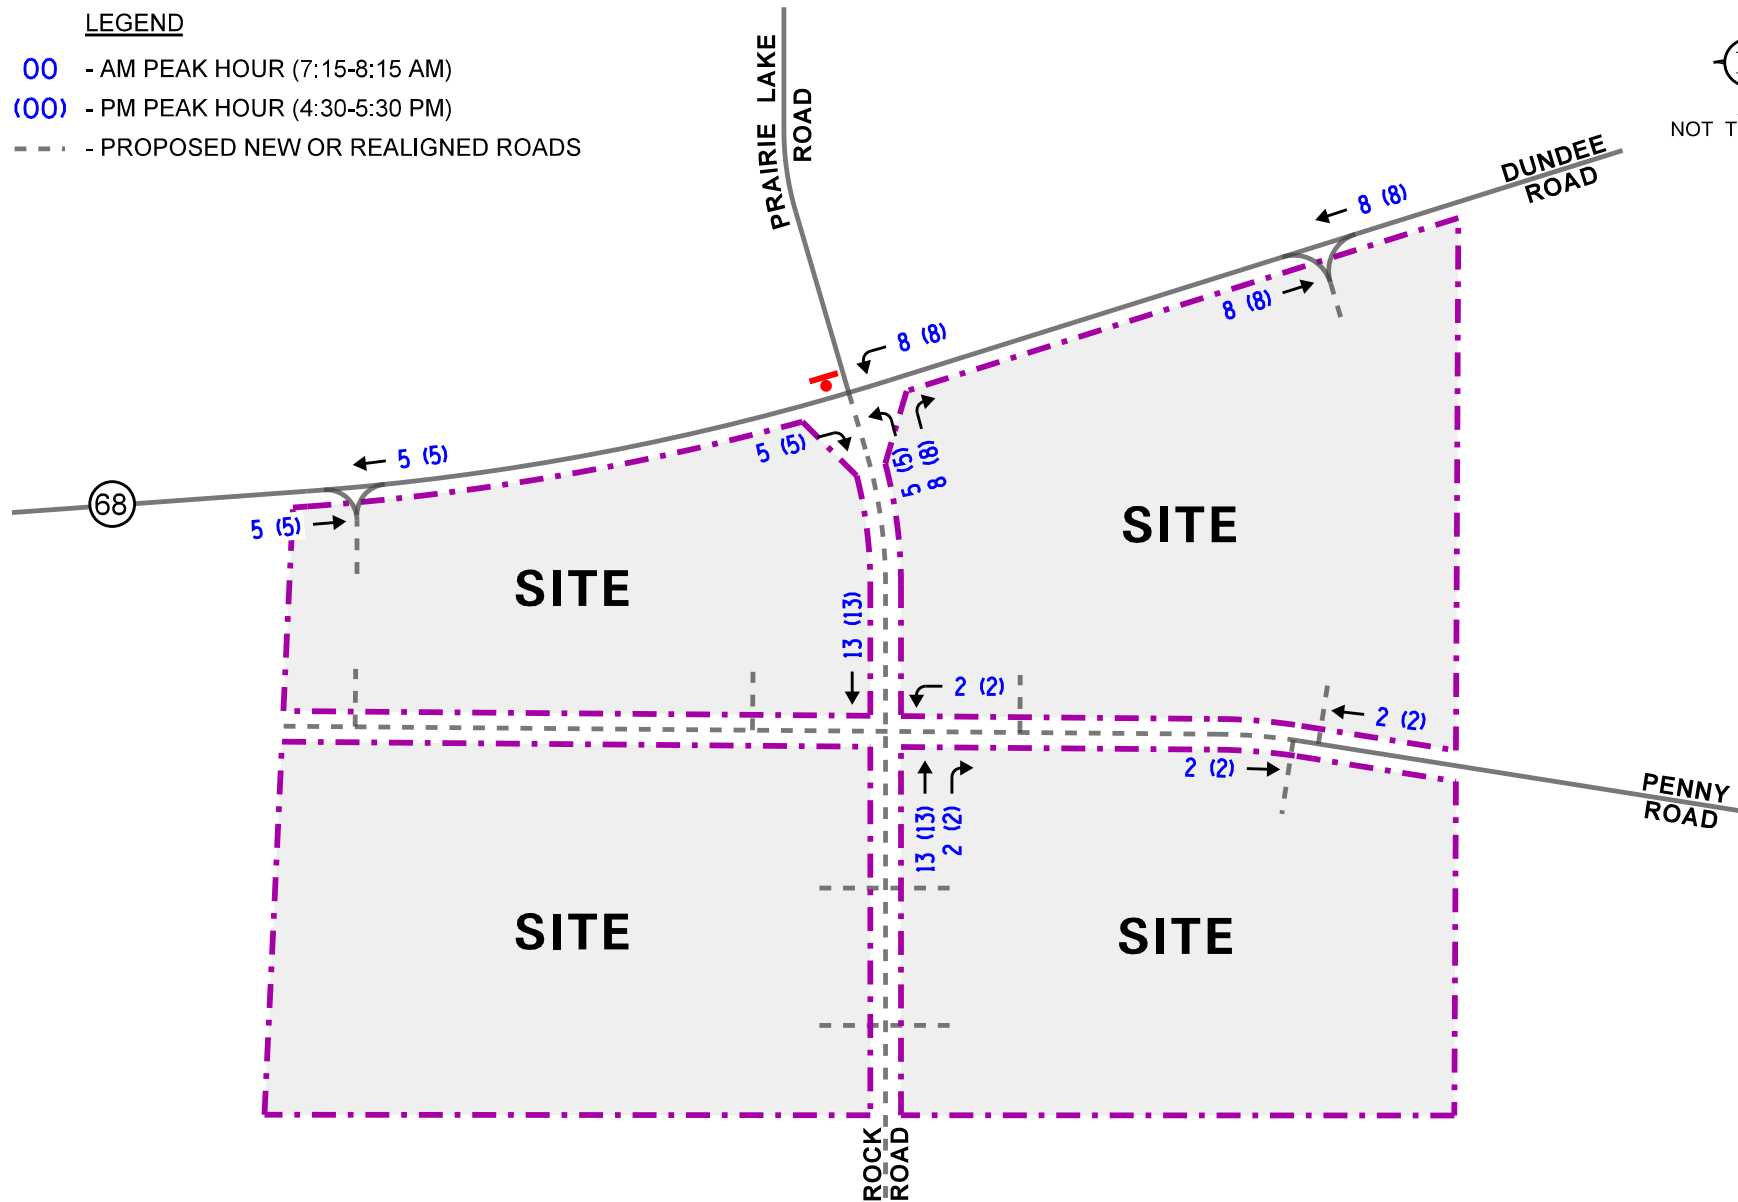 LEGEND
00 - AM PEAK HOUR (7:15-8:15 AM)
(00) - PM PEAK HOUR (4:30-5:30 PM)
- PROPOSED NEW OR REALIGNED ROADS
PRAIRIE LAKE
ROAD
NOT T
DUNDEE
ROAD
8 (8)
8 (8)
8 (8)
5 (5)
5 (5)
5 (5)
8 (8)
5 (5)
68
5 (5)
SITE
SITE
13 (13)
2 (2)
2 (2)
2 (2)
13 (13)
2 (2)
PENNY
ROAD
SITE
SITE
ROCK
ROAD